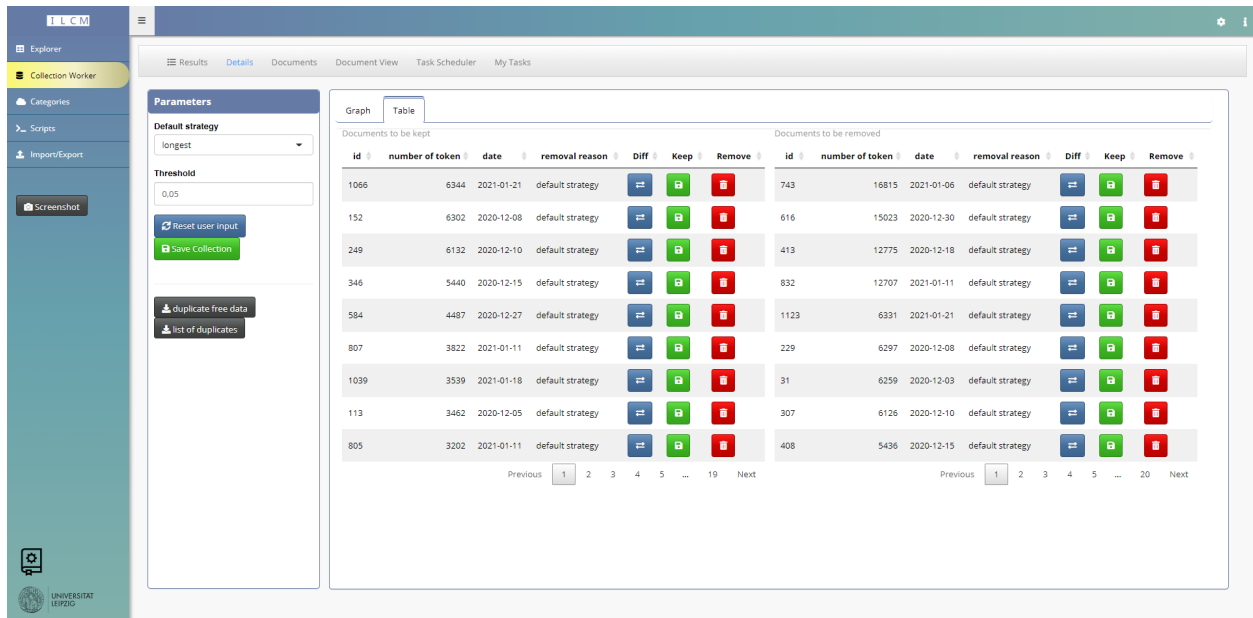 ILCM
Explorer
Collection Worker
Categories
Scripts
Import/Export
Screenshot
UNIVERSITAT
LEIPZIG
Results Details Documents Document View Task Scheduler My Tasks
Parameters
Default strategy
longest
Threshold
0,05
Reset user input
Save Collection
duplicate free data
list of duplicates
Graph Table
Documents to be kept
id number of token date removal reason Diff Keep Remove
1066 6344 2021-01-21 default strategy
152 6302 2020-12-08 default strategy
249 6132 2020-12-10 default strategy
346 5440 2020-12-15 default strategy
584 4487 2020-12-27 default strategy
807 3822 2021-01-11 default strategy
1039 3539 2021-01-18 default strategy
113 3462 2020-12-05 default strategy
805 3202 2021-01-11 default strategy
Previous 1 2 3 4 5 ... 19 Next
Documents to be removed
id number of token date removal reason Diff Keep Remove
743 16815 2021-01-06 default strategy
616 15023 2020-12-30 default strategy
413 12775 2020-12-18 default strategy
832 12707 2021-01-11 default strategy
1123 6331 2021-01-21 default strategy
229 6297 2020-12-08 default strategy
31 6259 2020-12-03 default strategy
307 6126 2020-12-10 default strategy
408 5436 2020-12-15 default strategy
Previous 1 2 3 4 5 ... 20 Next